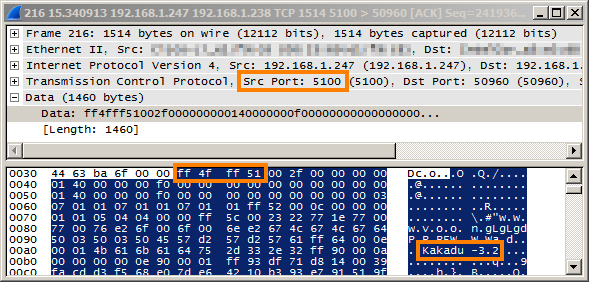 216 15.340913 192.168.1.247 192.168.1.238 TCP 1514 5100 > 50960 [ACK] Seq=241936...
Frame 216: 1514 bytes on wire (12112 bits), 1514 bytes captured (12112 bits)
Ethernet II, Src: Dst:
Internet Protocol Version 4, Src: 192.168.1.247 (192.168.1.247), Dst: 192.168
Transmission Control Protocol, Src Port: 5100 (5100), Dst Port: 50960 (50960), S
Data (1460 bytes)
Data: ff4fff51002f000000000140000000f0000000000000000...
[Length: 1460]
0030 44 63 ba 6f 00 00 ff 4f ff 51 00 2f 00 00 00 00 Dc.o...O .Q./....
0040 01 40 00 00 00 f0 00 00 00 00 00 00 00 00 00 00 .@...... ........
0050 01 40 00 00 00 f0 00 00 00 00 00 00 00 00 00 03 .@...... ........
0060 07 01 01 07 01 01 07 01 01 ff 52 00 0c 00 00 00 ........ ..R.....
0070 01 01 05 04 04 00 00 ff 5c 00 23 22 77 1e 77 00 ........ \.#"w.w.
0080 77 00 76 e2 6f 00 6f 00 6e e2 67 4c 67 4c 67 64 w.v.o.o. n.gLgLgd
0090 50 03 50 03 50 45 57 d2 57 d2 57 61 ff 64 00 0e P.P.PEW. W.Wa.d..
00a0 00 01 4b 61 6b 61 64 75 2d 33 2e 32 ff 90 00 0a Kakadu -3.2
00b0 00 00 00 00 0e 90 00 01 ff 93 df 71 d8 14 00 39 ........ ...q...9
00c0 fa cd d3 f5 68 e0 7d e6 42 10 b3 93 e7 91 51 9f